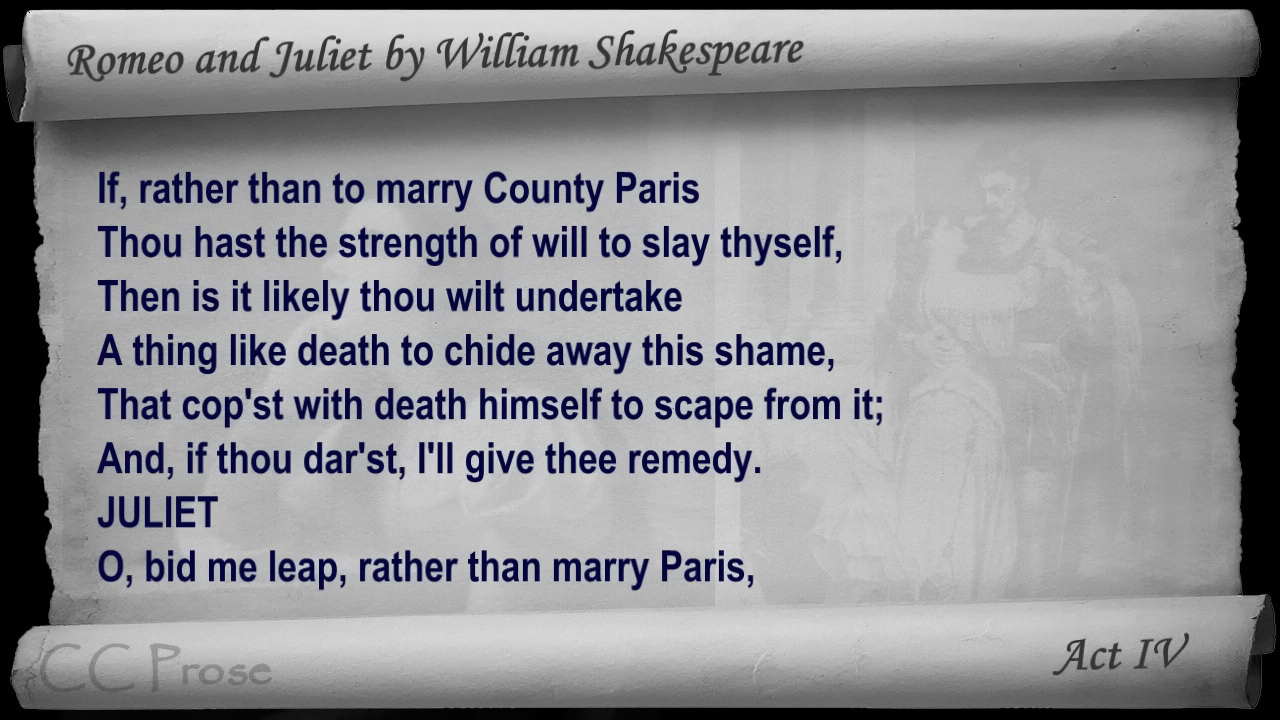 Romeo and Juliet by William Shakespeare
If, rather than to marry County Paris
Thou hast the strength of will to slay thyself,
Then is it likely thou wilt undertake
A thing like death to chide away this shame,
That cop'st with death himself to scape from it;
And, if thou dar'st, I'll give thee remedy.
JULIET
O, bid me leap, rather than marry Paris,
CC Prose
Act IV